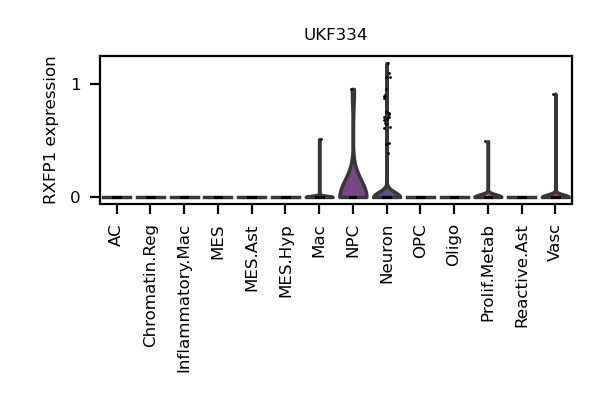 UKF334
RXFP1 expression
1
0
AC
Chromatin.Reg
Inflammatory.Mac
MES
MES.Ast
MES.Hyp
Mac
NPC
Neuron
OPC
Oligo
Prolif.Metab
Reactive.Ast
Vasc